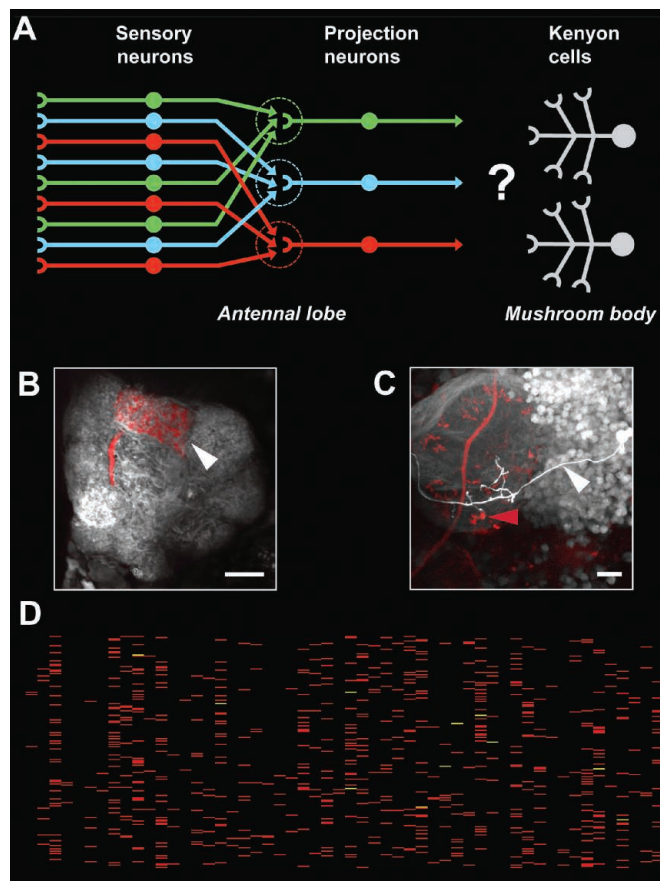 A
Sensory
neurons
Projection
neurons
Kenyon
cells
?
Antennal lobe
Mushroom body
B
C
D